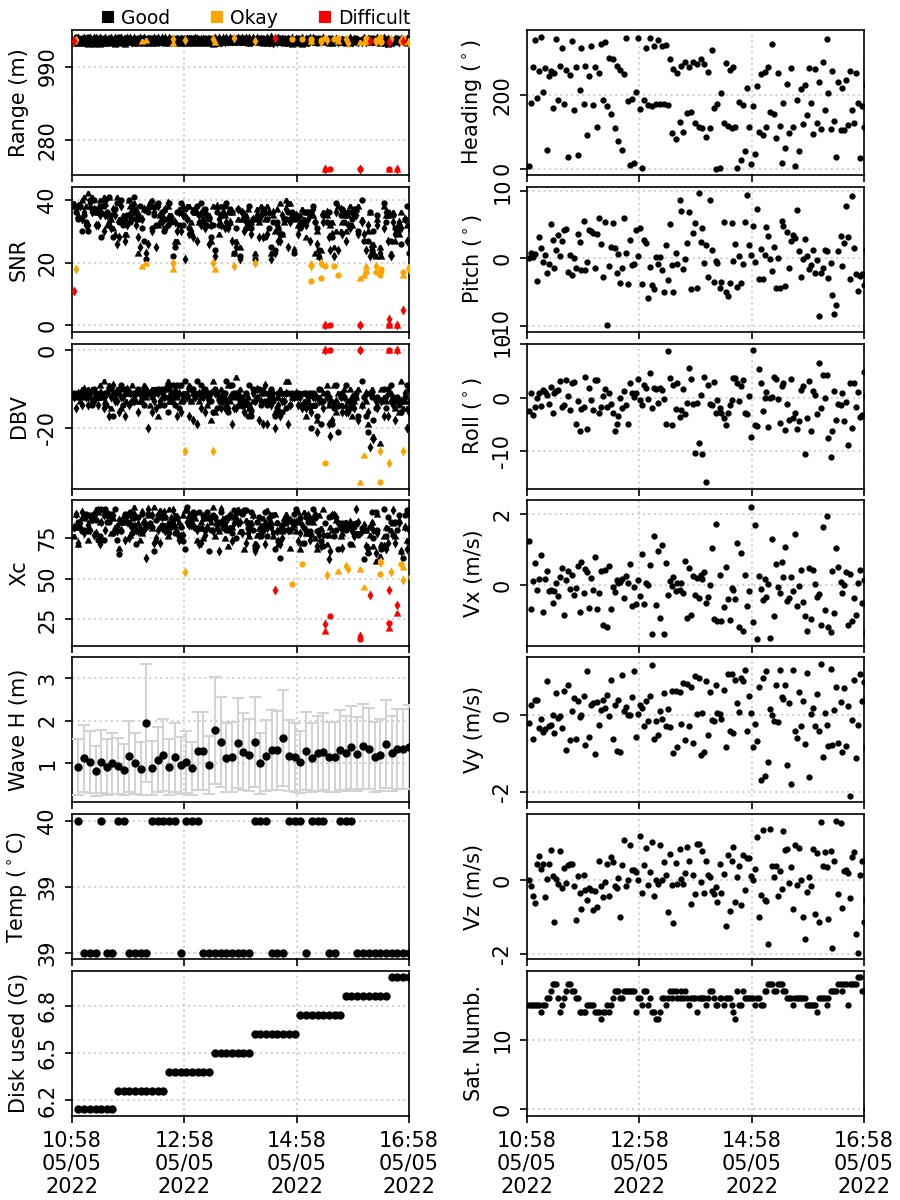 Good Okay Difficult
Range (m)
990
280
SNR
40
20
0
DBV
0
-20
Xc
75
50
25
Wave H (m)
3
2
1
Temp (°C)
40
39
39
Disk used (G)
6.8
6.5
6.2
10:58 12:58 14:58 16:58
05/05 05/05 05/05 05/05
2022 2022 2022 2022
Heading (°)
200
0
Pitch (°)
10
0
-10
Roll (°)
10
0
-10
Vx (m/s)
2
0
Vy (m/s)
0
-2
Vz (m/s)
0
-2
Sat. Numb.
10
0
10:58 12:58 14:58 16:58
05/05 05/05 05/05 05/05
2022 2022 2022 2022